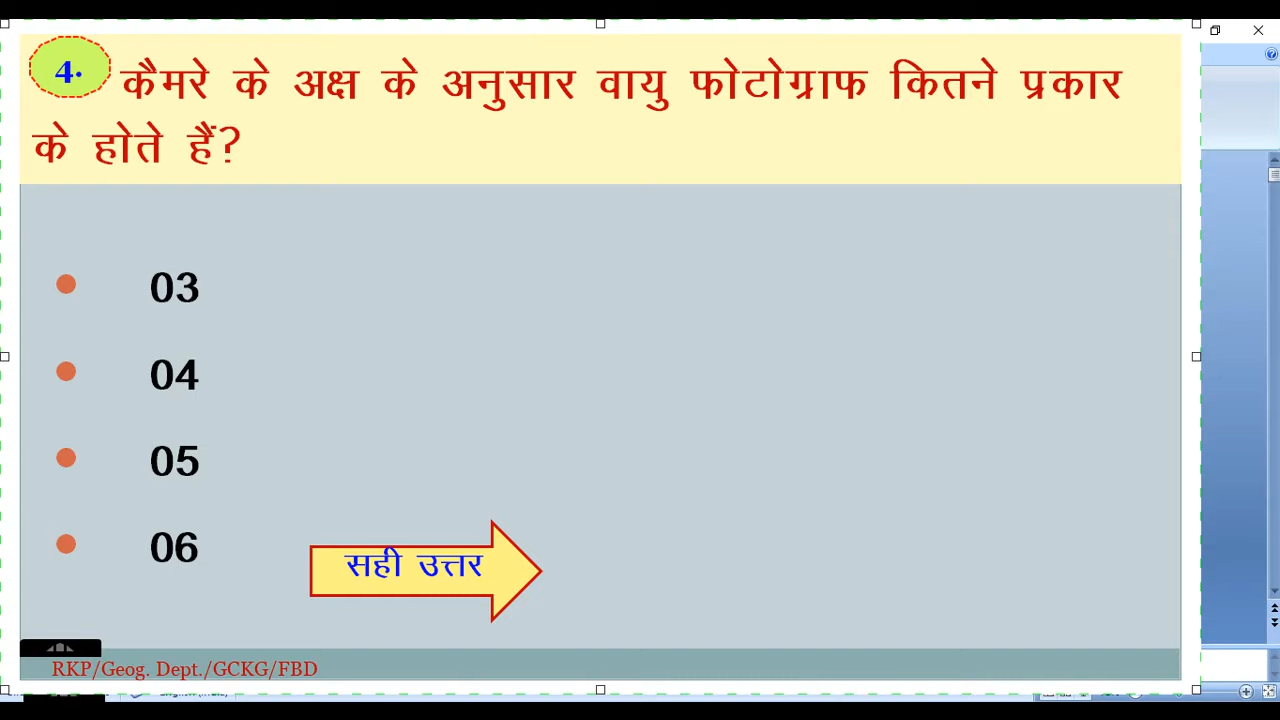 4. कैमरे के अक्ष के अनुसार वायु फोटोग्राफ कितने प्रकार
के होते हैं?
03
04
05
06
सही उत्तर
RKP/Geog. Dept./GCKG/FBD